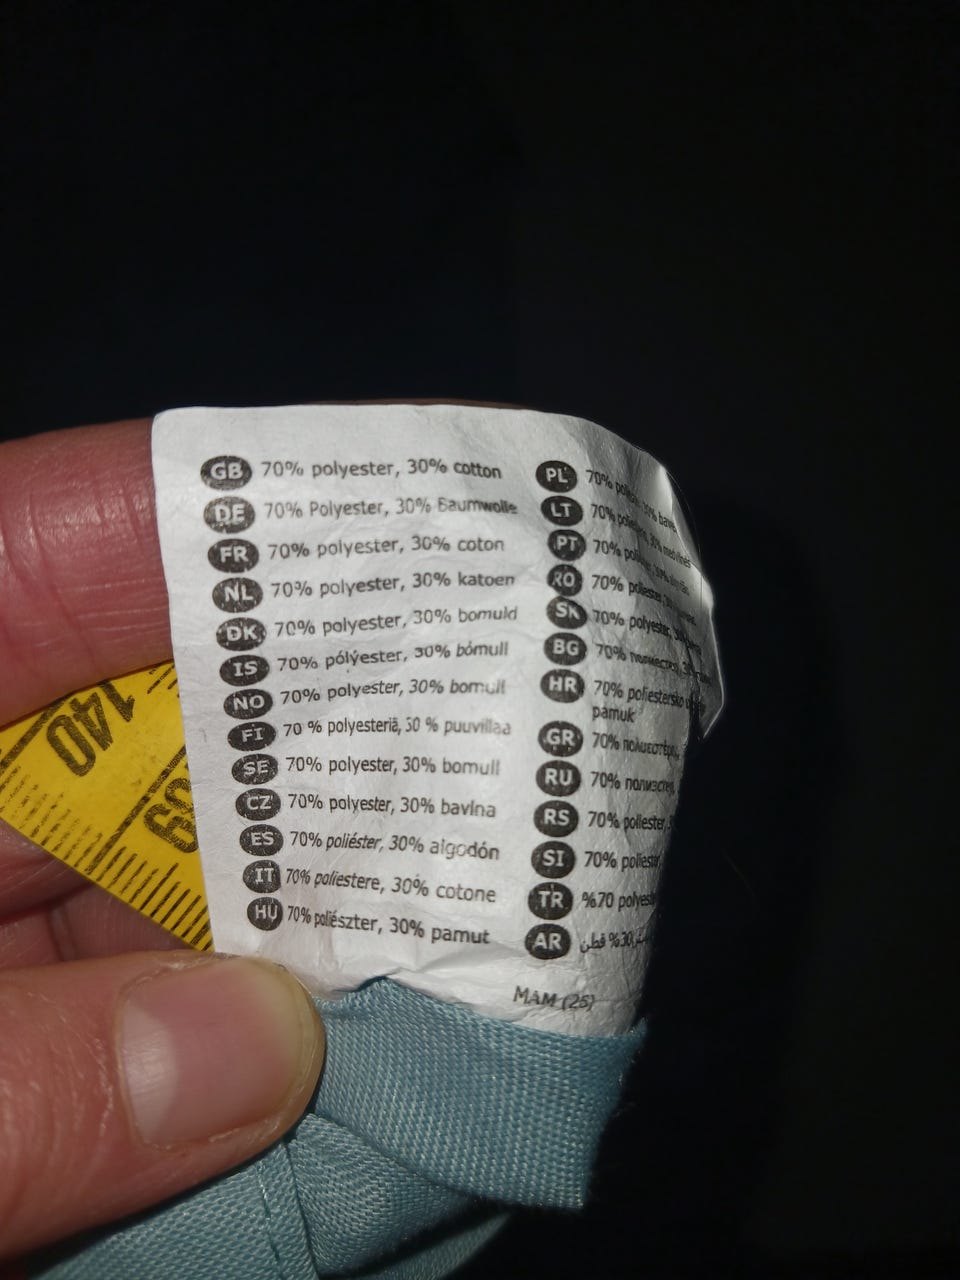 GB 70% polyester, 30% cotton
DE 70% Polyester, 30% Baumwolle
FR 70% polyester, 30% coton
NL 70% polyester, 30% katoen
DK 70% polyester, 30% bomuld
IS 70% pólýester, 30% bómull
NO 70% polyester, 30% bomull
FI 70 % polyesteriä, 30 % puuvillaa
SE 70% polyester, 30% bomull
CZ 70% polyester, 30% bavlna
ES 70% poliéster, 30% algodón
IT 70% poliestere, 30% cotone
HU 70% poliészter, 30% pamut
PL 70%
LT 70%
PT 70%
RO 70% poliester,
SK 70% polyester,
BG 70% полиестер,
HR 70% poliestersko
pamuk
GR 70%
RU 70%
RS 70% poliester,
SI 70% poliester,
TR %70
AR %30 قطن
MAM (25)
140
139